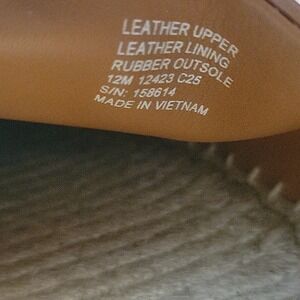 LEATHER UPPER
LEATHER LINING
RUBBER OUTSOLE
12M 12423 C25
S/N: 158614
MADE IN VIETNAM